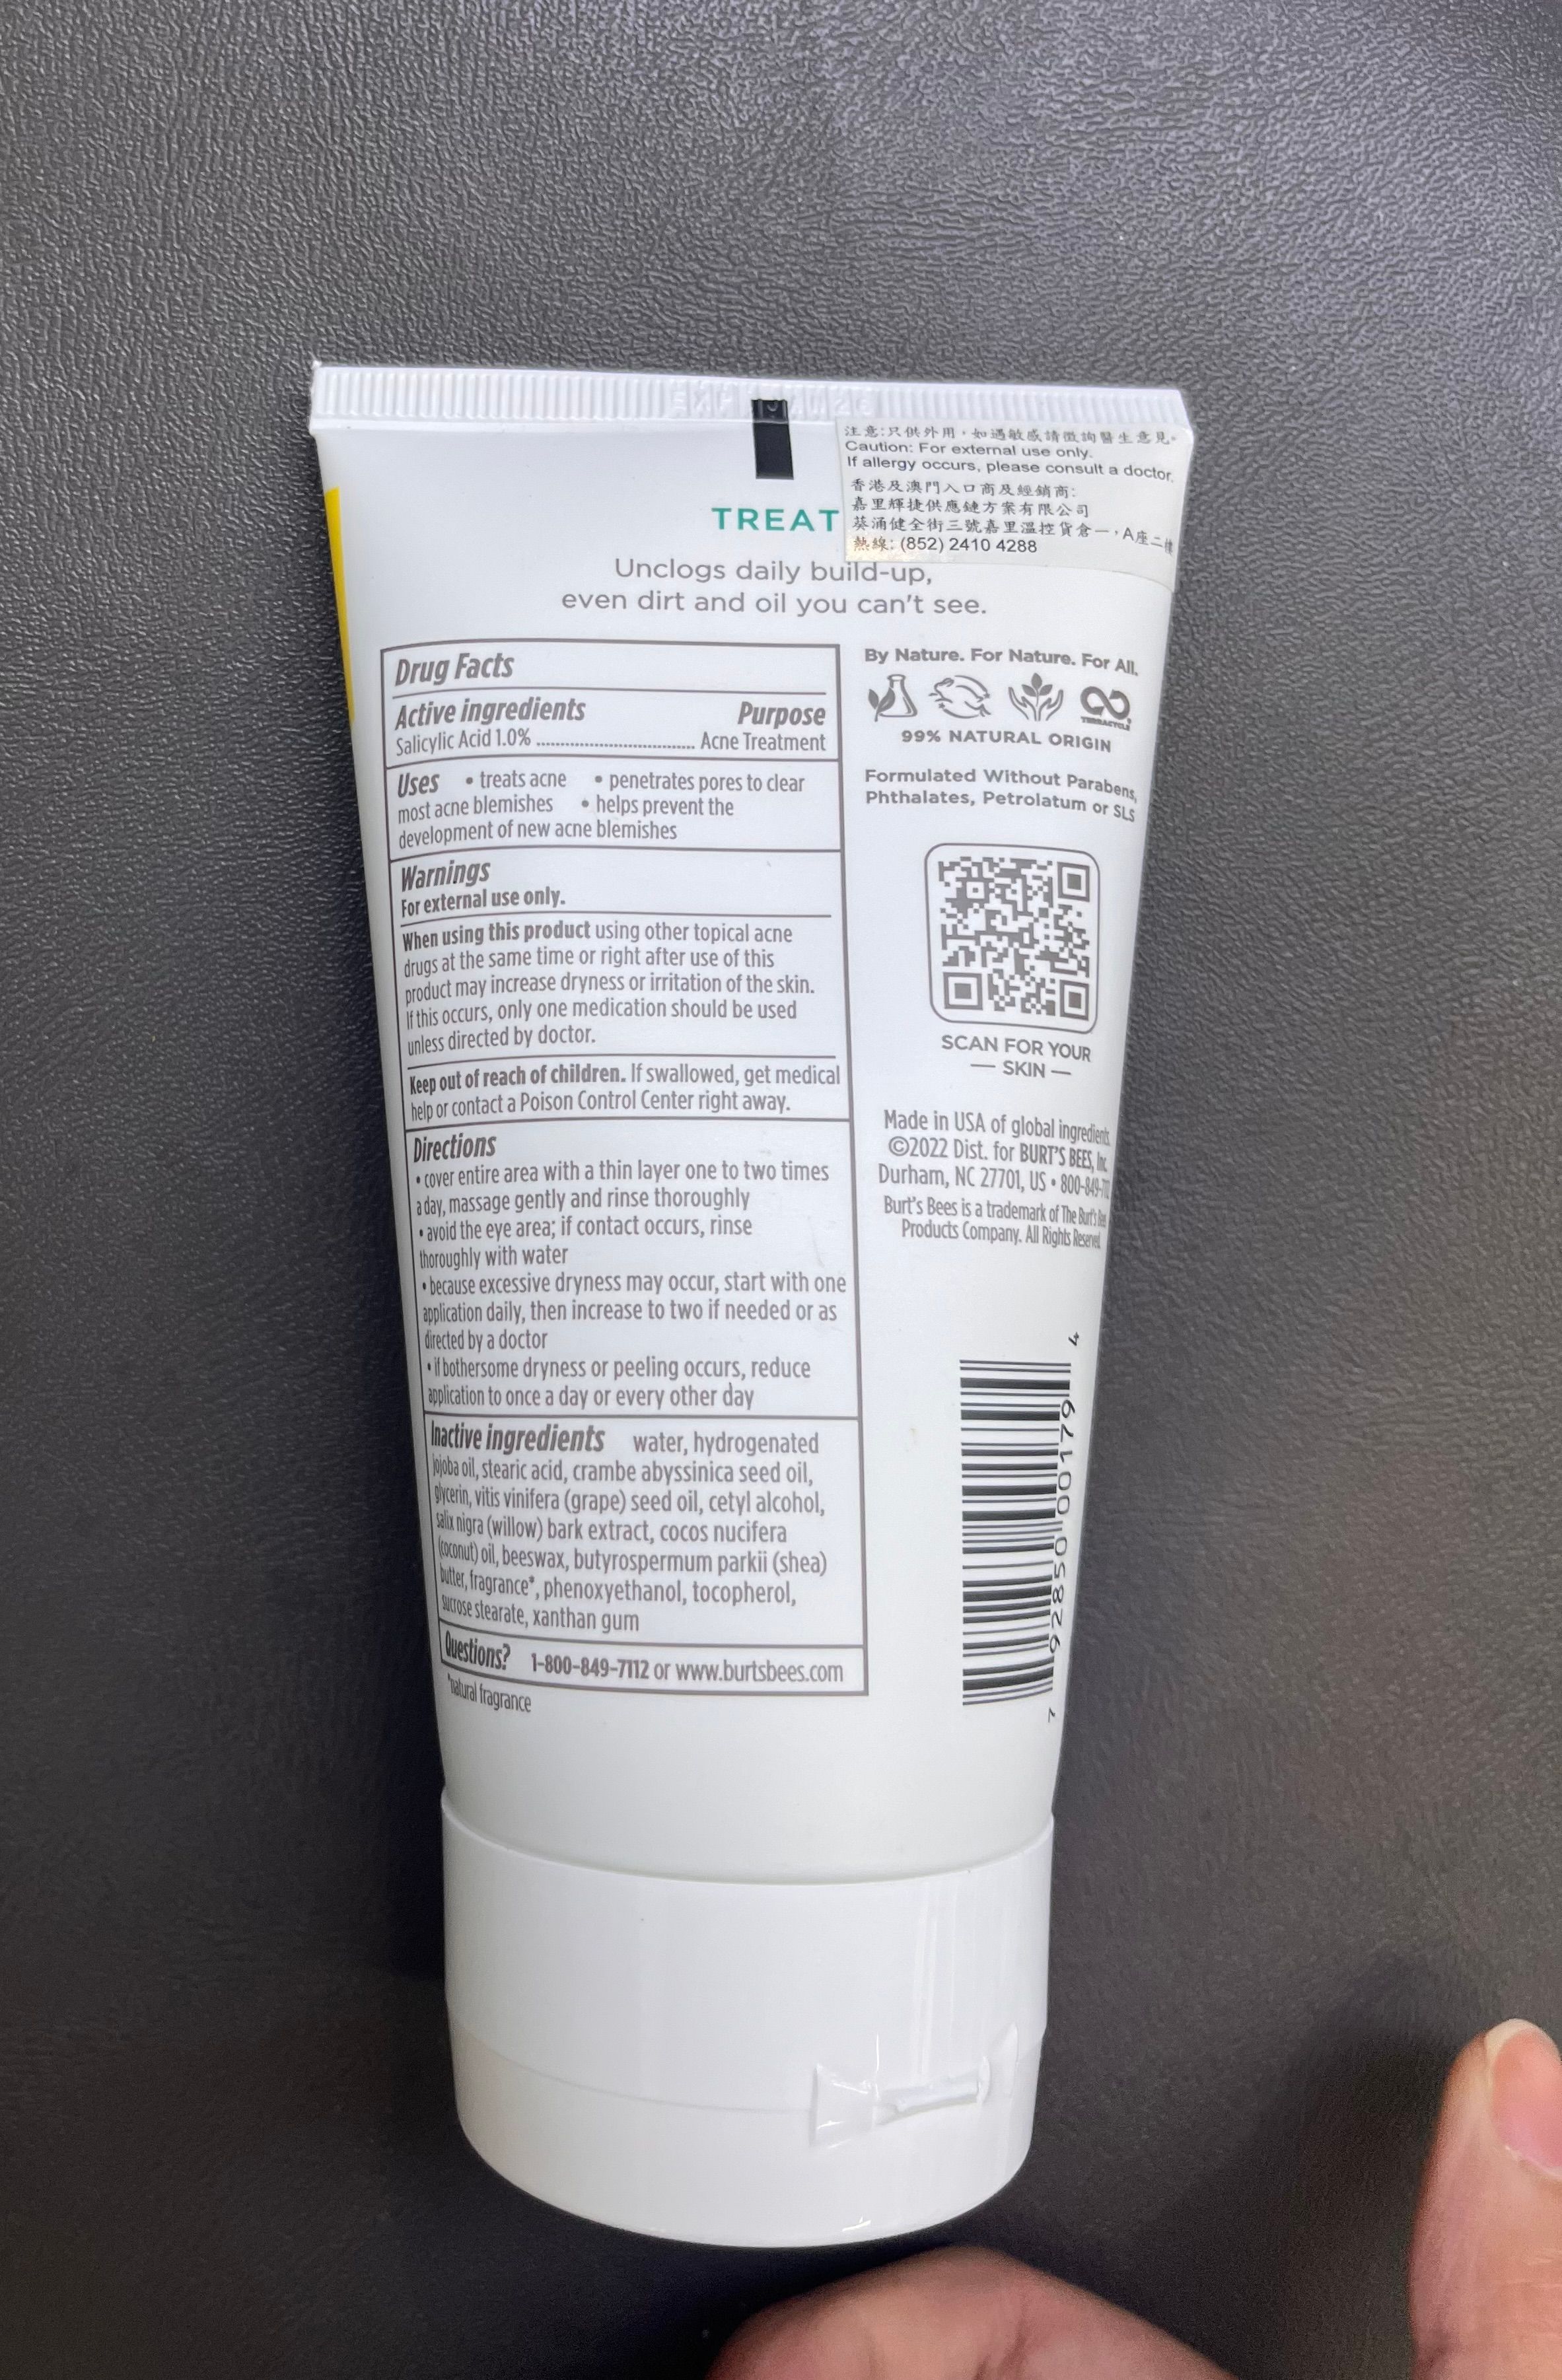 EXP
注意:只供外用,如遇敏感請徵詢醫生意見。
Caution: For external use only.
If allergy occurs, please consult a doctor.
香港及澳門入口商及經銷商:
嘉里輝捷供應鏈方案有限公司
葵涌健全街三號嘉里溫控貨倉一,A座二樓
熱線: (852) 2410 4288
TREAT
Unclogs daily build-up,
even dirt and oil you can't see.
Drug Facts
Active ingredients Purpose
Salicylic Acid 1.0% ........................................ Acne Treatment
Uses • treats acne • penetrates pores to clear
most acne blemishes • helps prevent the
development of new acne blemishes
Warnings
For external use only.
When using this product using other topical acne
drugs at the same time or right after use of this
product may increase dryness or irritation of the skin.
If this occurs, only one medication should be used
unless directed by doctor.
Keep out of reach of children. If swallowed, get medical
help or contact a Poison Control Center right away.
Directions
• cover entire area with a thin layer one to two times
a day, massage gently and rinse thoroughly
• avoid the eye area; if contact occurs, rinse
thoroughly with water
• because excessive dryness may occur, start with one
application daily, then increase to two if needed or as
directed by a doctor
• if bothersome dryness or peeling occurs, reduce
application to once a day or every other day
Inactive ingredients water, hydrogenated
jojoba oil, stearic acid, crambe abyssinica seed oil,
glycerin, vitis vinifera (grape) seed oil, cetyl alcohol,
salix nigra (willow) bark extract, cocos nucifera
(coconut) oil, beeswax, butyrospermum parkii (shea)
butter, fragrance*, phenoxyethanol, tocopherol,
sucrose stearate, xanthan gum
Questions? 1-800-849-7112 or www.burtsbees.com
*natural fragrance
By Nature. For Nature. For All.
TERRACYCLE
99% NATURAL ORIGIN
Formulated Without Parabens,
Phthalates, Petrolatum or SLS
SCAN FOR YOUR
— SKIN —
Made in USA of global ingredients.
©2022 Dist. for BURT'S BEES, Inc.
Durham, NC 27701, US • 800-849-7112
Burt's Bees is a trademark of The Burt's Bees
Products Company. All Rights Reserved.
7 92850 00179 4